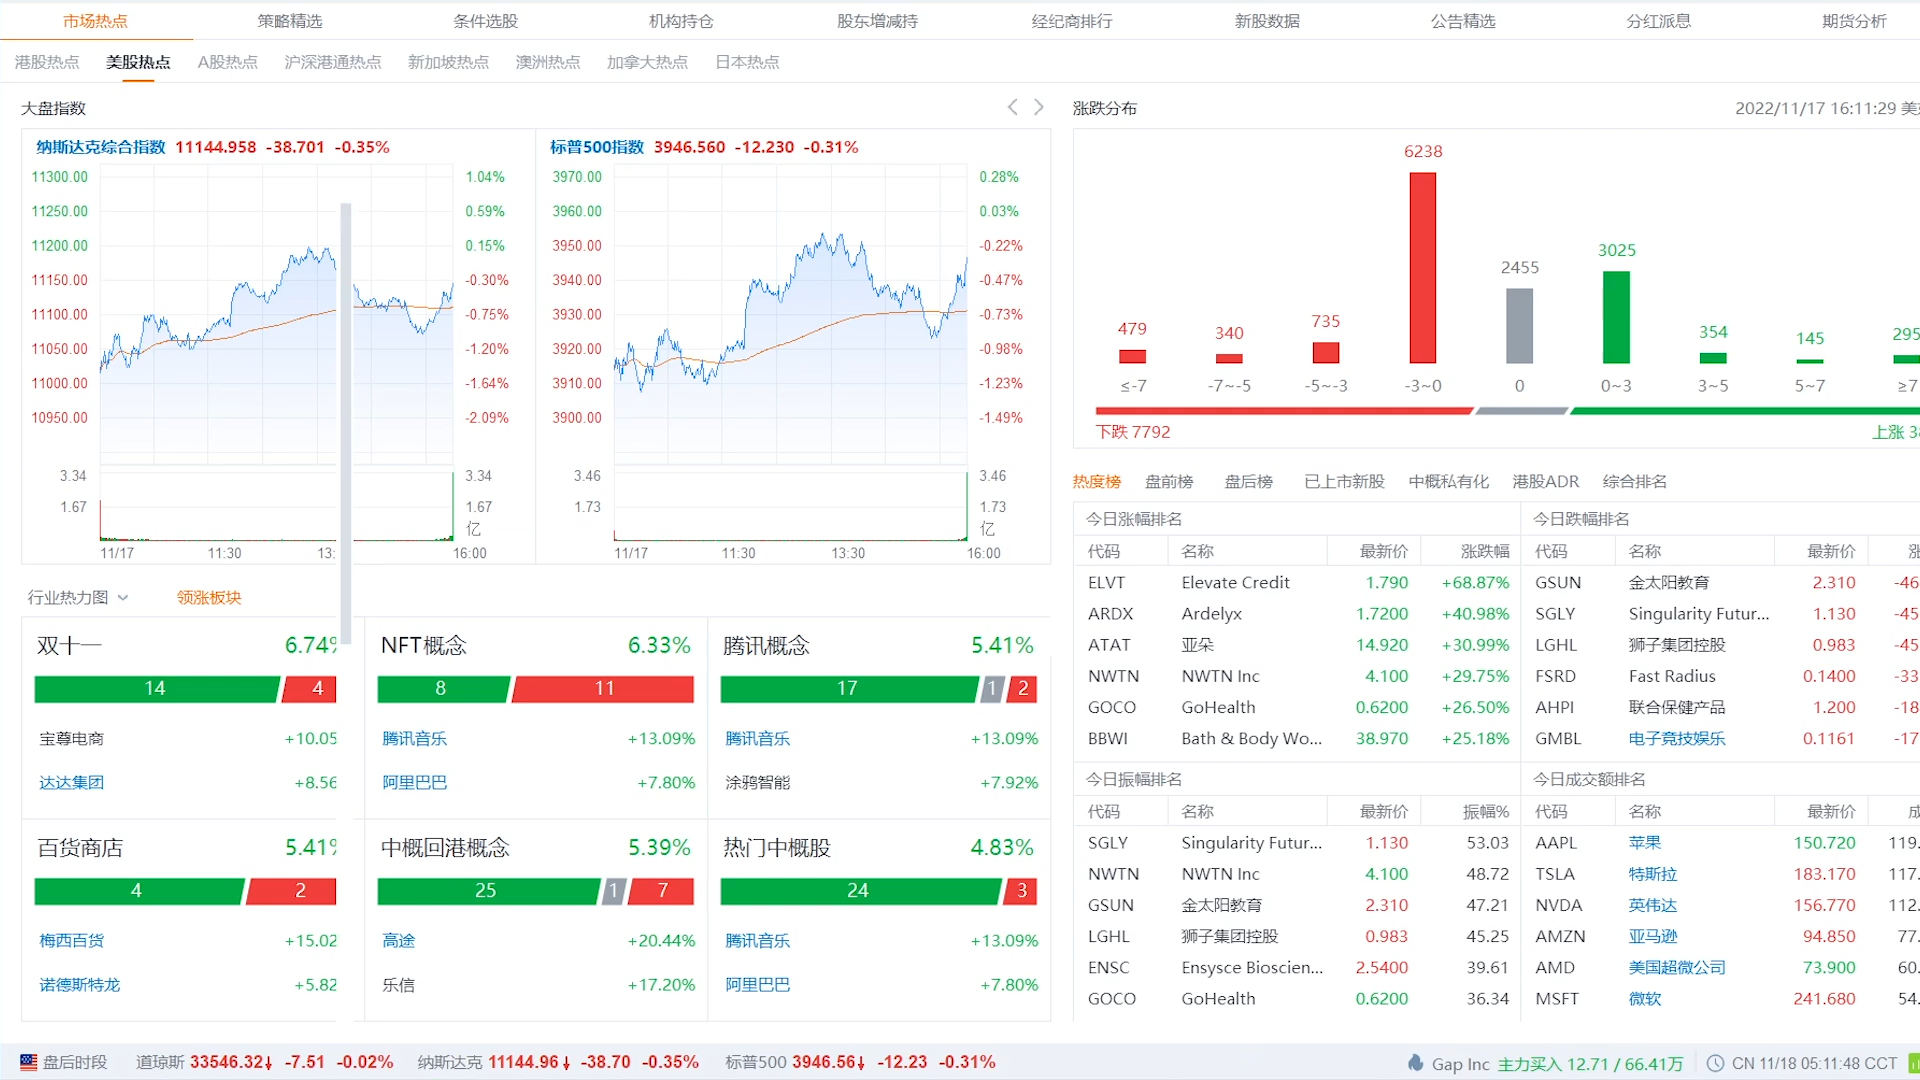 市场热点 策略精选 条件选股 机构持仓 股东增减持 经纪商排行 新股数据 公告精选 分红派息 期货分析
港股热点 美股热点 A股热点 沪深港通热点 新加坡热点 澳洲热点 加拿大热点 日本热点
大盘指数
纳斯达克综合指数 11144.958 -38.701 -0.35%
11300.00 1.04%
11250.00 0.59%
11200.00 0.15%
11150.00 -0.30%
11100.00 -0.75%
11050.00 -1.20%
11000.00 -1.64%
10950.00 -2.09%
3.34 3.34
1.67 1.67
亿
11/17 11:30 13: 16:00
标普500指数 3946.560 -12.230 -0.31%
3970.00 0.28%
3960.00 0.03%
3950.00 -0.22%
3940.00 -0.47%
3930.00 -0.73%
3920.00 -0.98%
3910.00 -1.23%
3900.00 -1.49%
3.46 3.46
1.73 1.73
亿
11/17 11:30 13:30 16:00
涨跌分布 2022/11/17 16:11:29
479 340 735 6238 2455 3025 354 145 295
≤-7 -7~-5 -5~-3 -3~0 0 0~3 3~5 5~7 ≥7
下跌 7792 上涨
行业热力图 领涨板块
双十一 6.74%
14 4
宝尊电商 +10.05
达达集团 +8.56
NFT概念 6.33%
8 11
腾讯音乐 +13.09%
阿里巴巴 +7.80%
腾讯概念 5.41%
17 1 2
腾讯音乐 +13.09%
涂鸦智能 +7.92%
百货商店 5.41%
4 2
梅西百货 +15.02
诺德斯特龙 +5.82
中概回港概念 5.39%
25 1 7
高途 +20.44%
乐信 +17.20%
热门中概股 4.83%
24 3
腾讯音乐 +13.09%
阿里巴巴 +7.80%
热度榜 盘前榜 盘后榜 已上市新股 中概私有化 港股ADR 综合排名
今日涨幅排名
代码 名称 最新价 涨跌幅
ELVT Elevate Credit 1.790 +68.87%
ARDX Ardelyx 1.7200 +40.98%
ATAT 亚朵 14.920 +30.99%
NWTN NWTN Inc 4.100 +29.75%
GOCO GoHealth 0.6200 +26.50%
BBWI Bath & Body Wo... 38.970 +25.18%
今日跌幅排名
代码 名称 最新价
GSUN 金太阳教育 2.310 -46
SGLY Singularity Futur... 1.130 -45
LGHL 狮子集团控股 0.983 -45
FSRD Fast Radius 0.1400 -33
AHPI 联合保健产品 1.200 -18
GMBL 电子竞技娱乐 0.1161 -17
今日振幅排名
代码 名称 最新价 振幅%
SGLY Singularity Futur... 1.130 53.03
NWTN NWTN Inc 4.100 48.72
GSUN 金太阳教育 2.310 47.21
LGHL 狮子集团控股 0.983 45.25
ENSC Ensysce Bioscien... 2.5400 39.61
GOCO GoHealth 0.6200 36.34
今日成交额排名
代码 名称 最新价 成
AAPL 苹果 150.720 119.
TSLA 特斯拉 183.170 117.
NVDA 英伟达 156.770 112.
AMZN 亚马逊 94.850 77.
AMD 美国超微公司 73.900 60.
MSFT 微软 241.680 54.
盘后时段 道琼斯 33546.32↓ -7.51 -0.02% 纳斯达克 11144.96↓ -38.70 -0.35% 标普500 3946.56↓ -12.23 -0.31% Gap Inc 主力买入 12.71 / 66.41万 CN 11/18 05:11:48 CCT